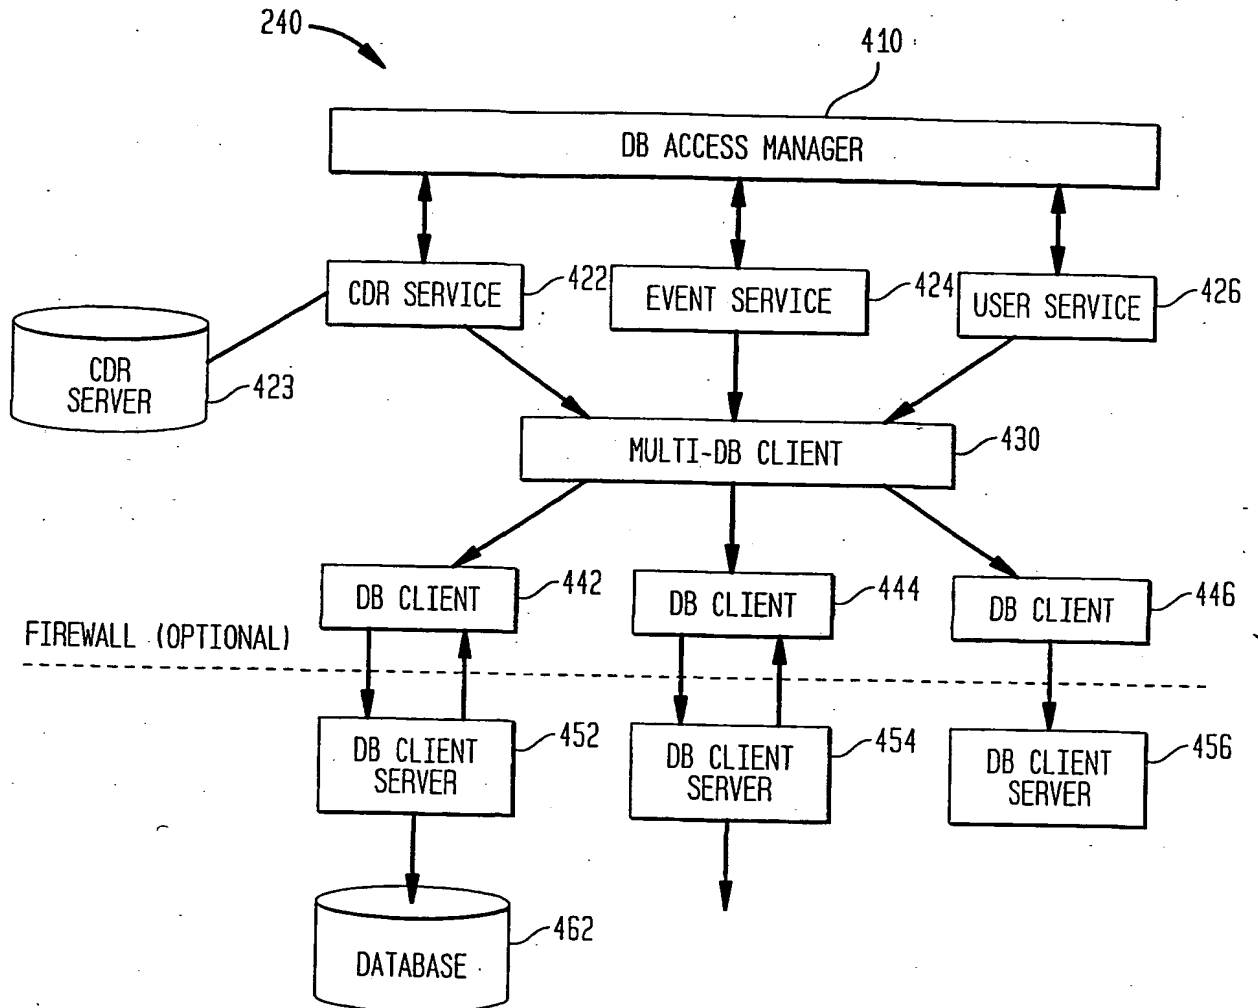 240
410
DB ACCESS MANAGER
CDR SERVICE
422
EVENT SERVICE
424
USER SERVICE
426
CDR
SERVER
423
MULTI-DB CLIENT
430
DB CLIENT
442
DB CLIENT
444
DB CLIENT
446
FIREWALL (OPTIONAL)
DB CLIENT
SERVER
452
DB CLIENT
SERVER
454
DB CLIENT
SERVER
456
DATABASE
462